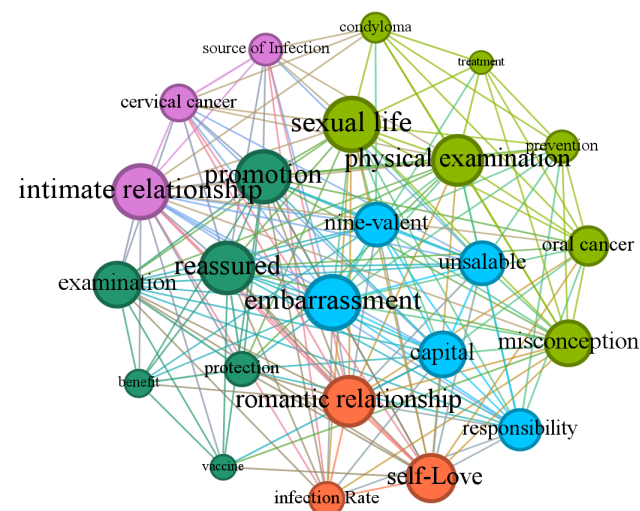 condyloma
source of Infection
treatment
cervical cancer
sexual life
prevention
physical examination
promotion
intimate relationship
nine-valent
oral cancer
unsalable
reassured
examination
embarrassment
misconception
capital
protection
benefit
romantic relationship
responsibility
vaccine
self-Love
infection Rate